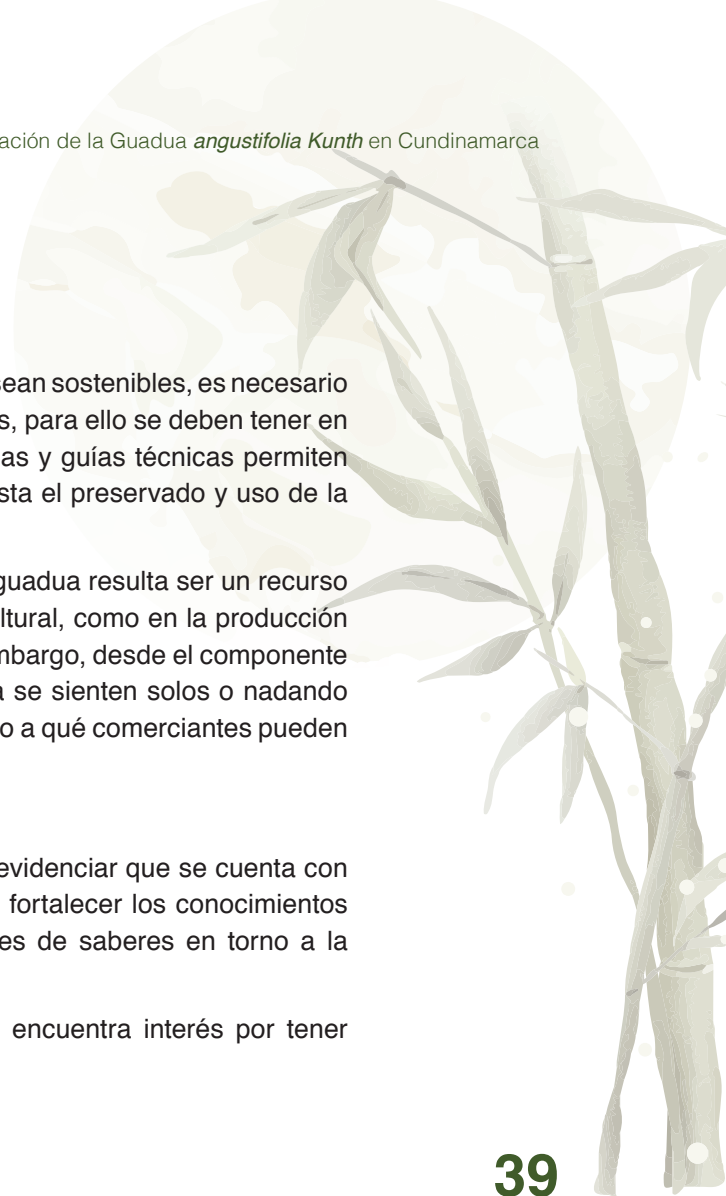 ación de la Guadua angustifolia Kunth en Cundinamarca
sean sostenibles, es necesario
s, para ello se deben tener en
as y guías técnicas permiten
sta el preservado y uso de la
guadua resulta ser un recurso
ltural, como en la producción
mbargo, desde el componente
a se sienten solos o nadando
o a qué comerciantes pueden
evidenciar que se cuenta con
fortalecer los conocimientos
es de saberes en torno a la
encuentra interés por tener
39